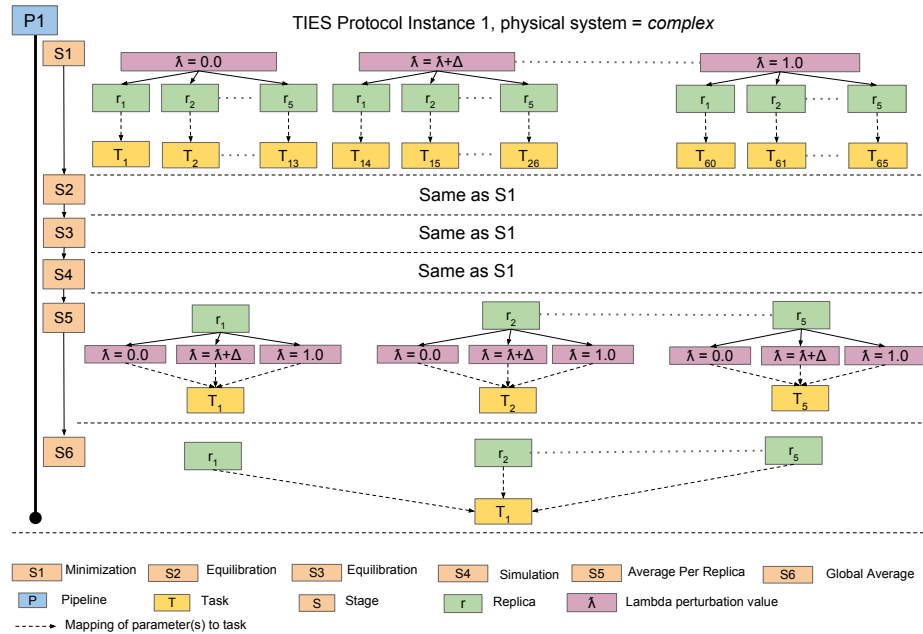 P1
TIES Protocol Instance 1, physical system = complex
S1
ƛ = 0.0
ƛ = ƛ+Δ
ƛ = 1.0
r1 r2 r5 r1 r2 r5 r1 r2 r5
T1 T2 T13 T14 T15 T26 T60 T61 T65
S2
Same as S1
S3
Same as S1
S4
Same as S1
S5
r1 r2 r5
ƛ = 0.0 ƛ = ƛ+Δ ƛ = 1.0 ƛ = 0.0 ƛ = ƛ+Δ ƛ = 1.0 ƛ = 0.0 ƛ = ƛ+Δ ƛ = 1.0
T1 T2 T5
S6
r1 r2 r5
T1
S1 Minimization S2 Equilibration S3 Equilibration S4 Simulation S5 Average Per Replica S6 Global Average
P Pipeline T Task S Stage r Replica ƛ Lambda perturbation value
Mapping of parameter(s) to task